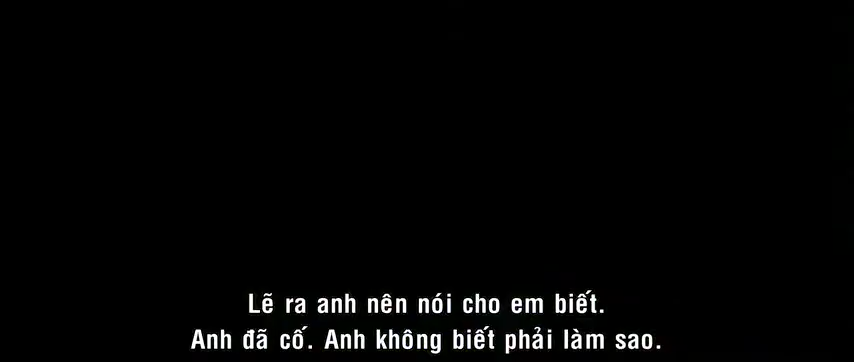 Lẽ ra anh nên nói cho em biết.
Anh đã cố. Anh không biết phải làm sao.